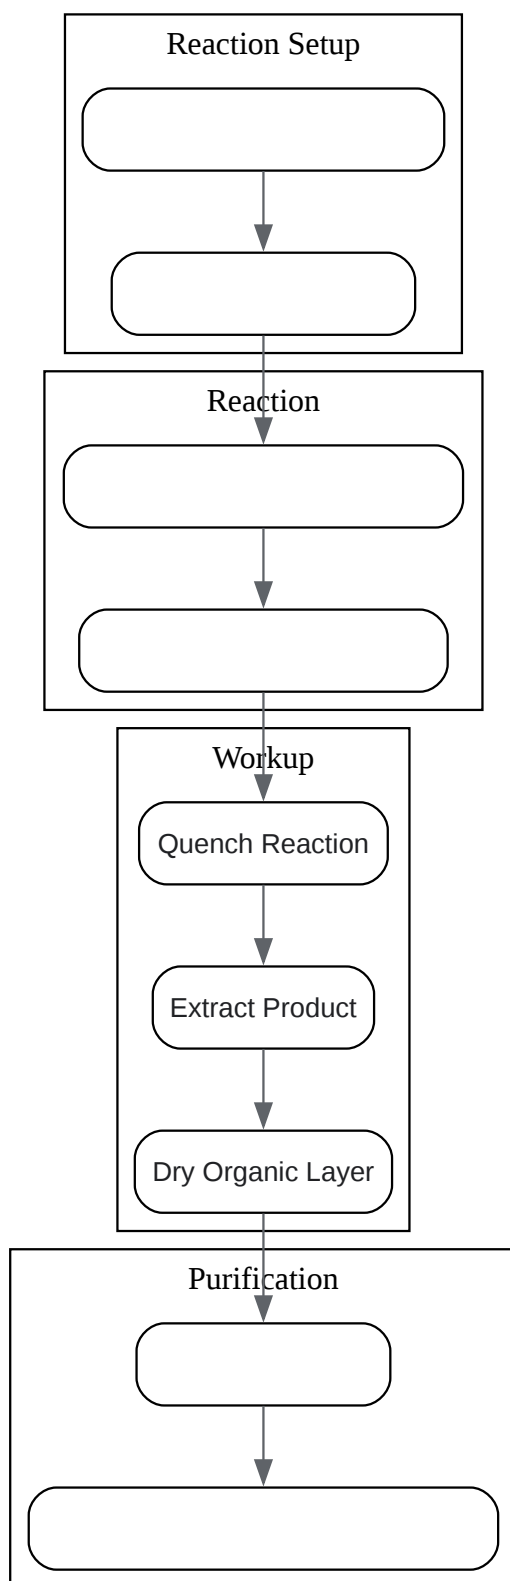 Reaction Setup
Reaction
Workup
Quench Reaction
Extract Product
Dry Organic Layer
Purification